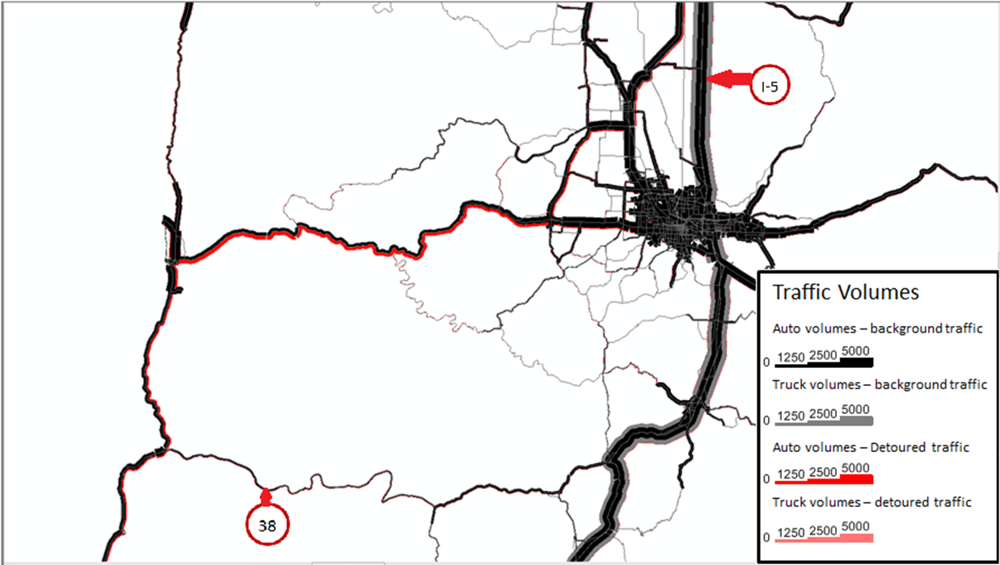 I-5
38
Traffic Volumes
Auto volumes – background traffic
0 1250 2500 5000
Truck volumes – background traffic
0 1250 2500 5000
Auto volumes – Detoured traffic
0 1250 2500 5000
Truck volumes – detoured traffic
0 1250 2500 5000